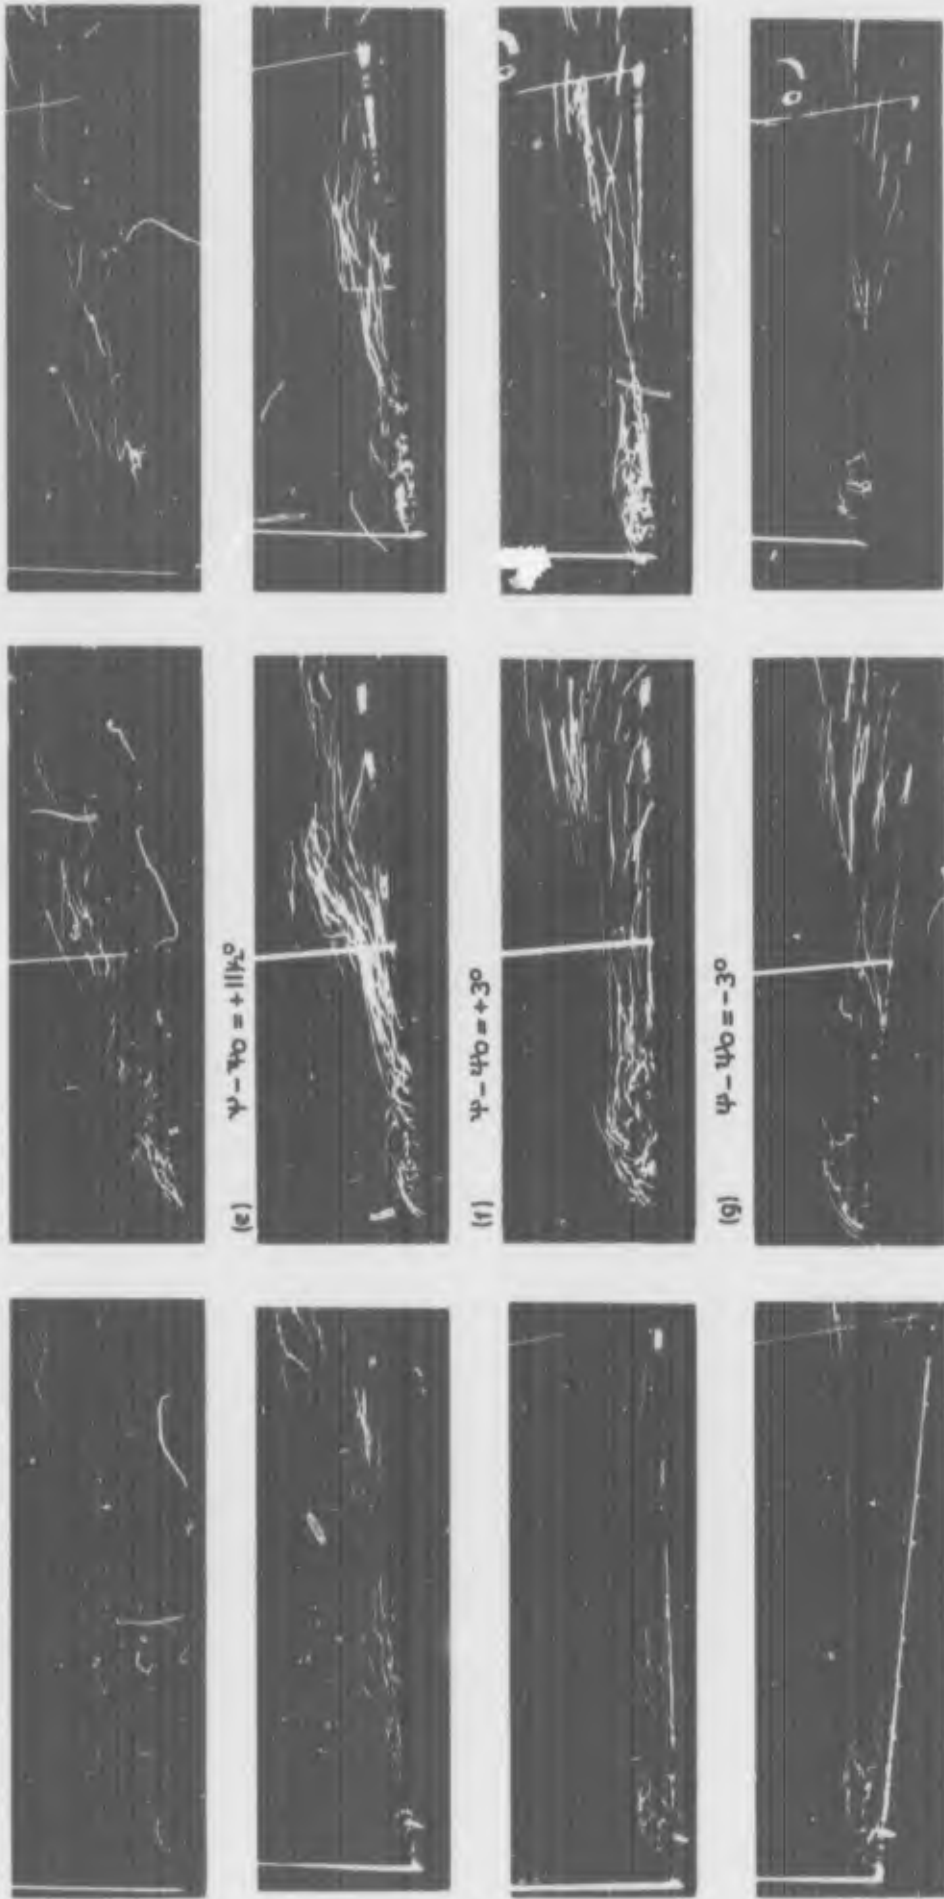 (e) Ψ - Ψ0 = +11½°
(f) Ψ - Ψ0 = +3°
(g) Ψ - Ψ0 = -3°